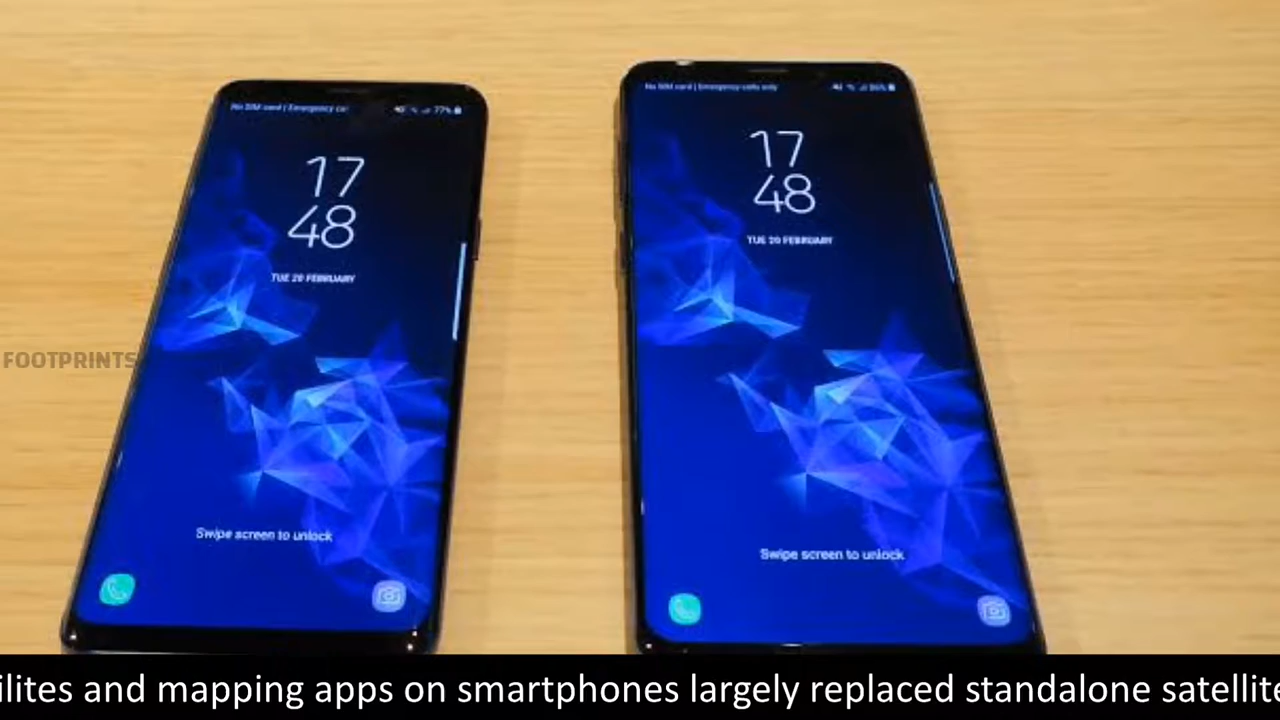 No SIM card | Emergency ca
77%
17
48
TUE 20 FEBRUARY
Swipe screen to unlock
No SIM card | Emergency calls only
86%
17
48
TUE 20 FEBRUARY
Swipe screen to unlock
FOOTPRINTS
ilites and mapping apps on smartphones largely replaced standalone satellite